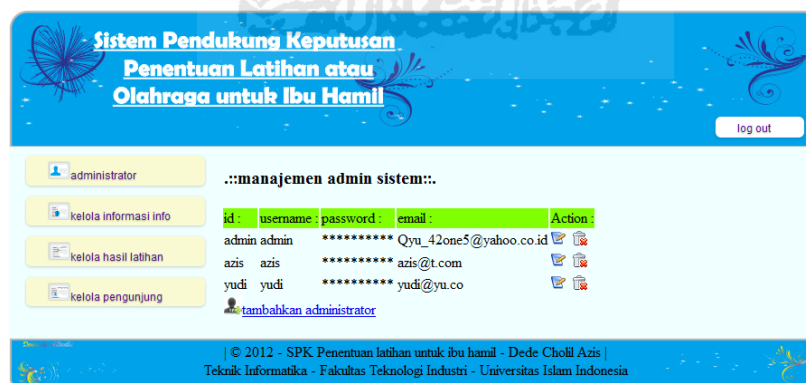 Sistem Pendukung Keputusan
Penentuan Latihan atau
Olahraga untuk Ibu Hamil
log out
administrator
kelola informasi info
kelola hasil latihan
kelola pengunjung
.::manajemen admin sistem::.
id : username : password : email : Action :
admin admin ********** Qyu_42one5@yahoo.co.id
azis azis ********** azis@t.com
yudi yudi ********** yudi@yu.co
tambahkan administrator
| © 2012 - SPK Penentuan latihan untuk ibu hamil - Dede Cholil Azis |
Teknik Informatika - Fakultas Teknologi Industri - Universitas Islam Indonesia